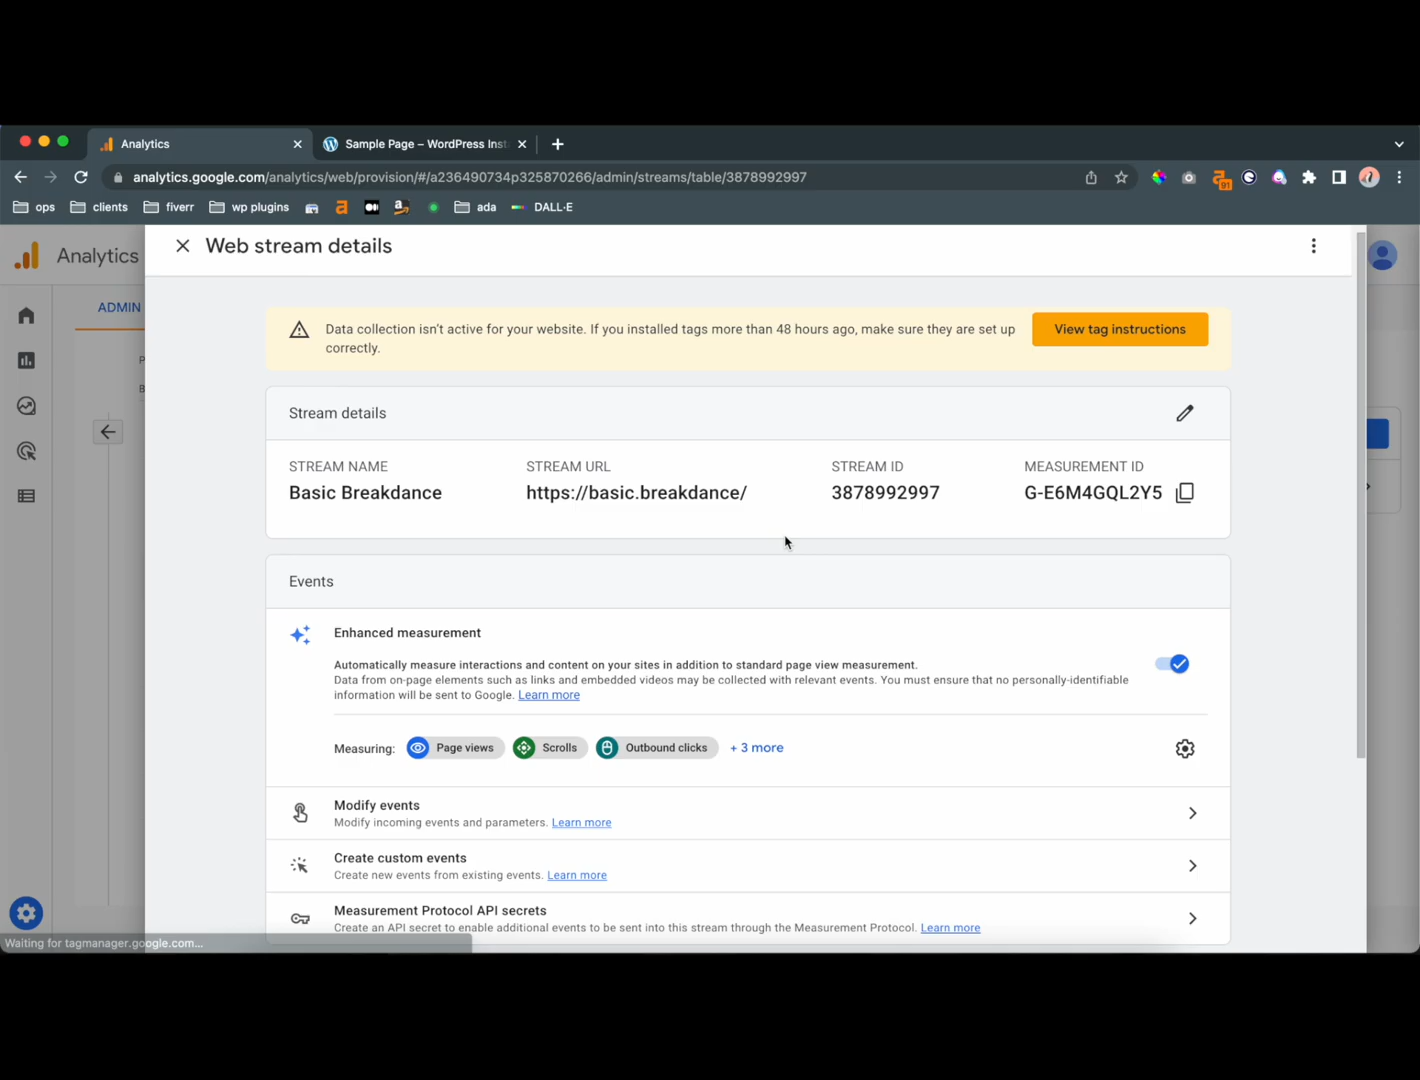 Analytics
Sample Page – WordPress Inst
analytics.google.com/analytics/web/provision/#/a236490734p325870266/admin/streams/table/3878992997
91
ops
clients
fiverr
wp plugins
ada
DALL·E
Analytics
Web stream details
ADMIN
Data collection isn't active for your website. If you installed tags more than 48 hours ago, make sure they are set up
correctly.
View tag instructions
P
B
Stream details
STREAM NAME
STREAM URL
STREAM ID
MEASUREMENT ID
Basic Breakdance
https://basic.breakdance/
3878992997
G-E6M4GQL2Y5
Events
Enhanced measurement
Automatically measure interactions and content on your sites in addition to standard page view measurement.
Data from on-page elements such as links and embedded videos may be collected with relevant events. You must ensure that no personally-identifiable
information will be sent to Google. Learn more
Measuring:
Page views
Scrolls
Outbound clicks
+ 3 more
Modify events
Modify incoming events and parameters. Learn more
Create custom events
Create new events from existing events. Learn more
Measurement Protocol API secrets
Create an API secret to enable additional events to be sent into this stream through the Measurement Protocol. Learn more
Waiting for tagmanager.google.com...